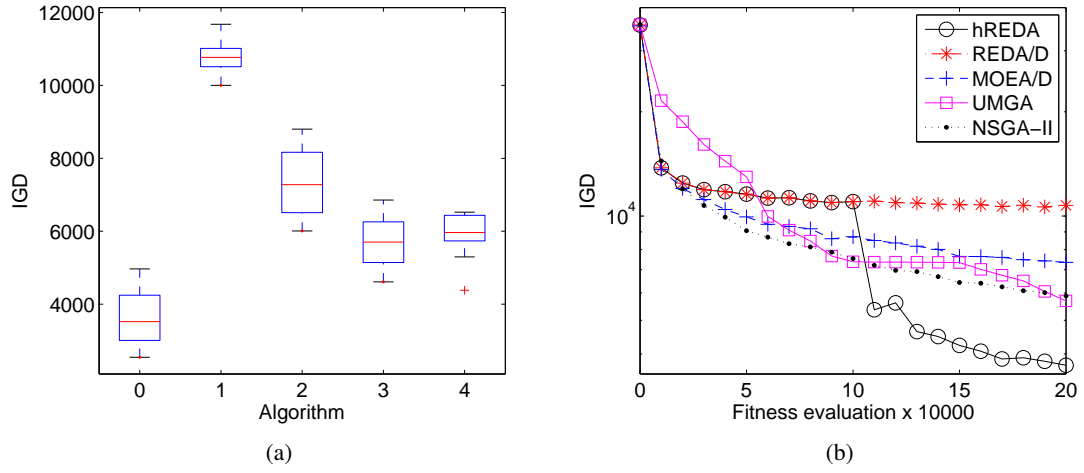 12000
10000
8000
6000
4000
IGD
0 1 2 3 4
Algorithm
(a)
hREDA
REDA/D
MOEA/D
UMGA
NSGA-II
10^4
IGD
0 5 10 15 20
Fitness evaluation x 10000
(b)